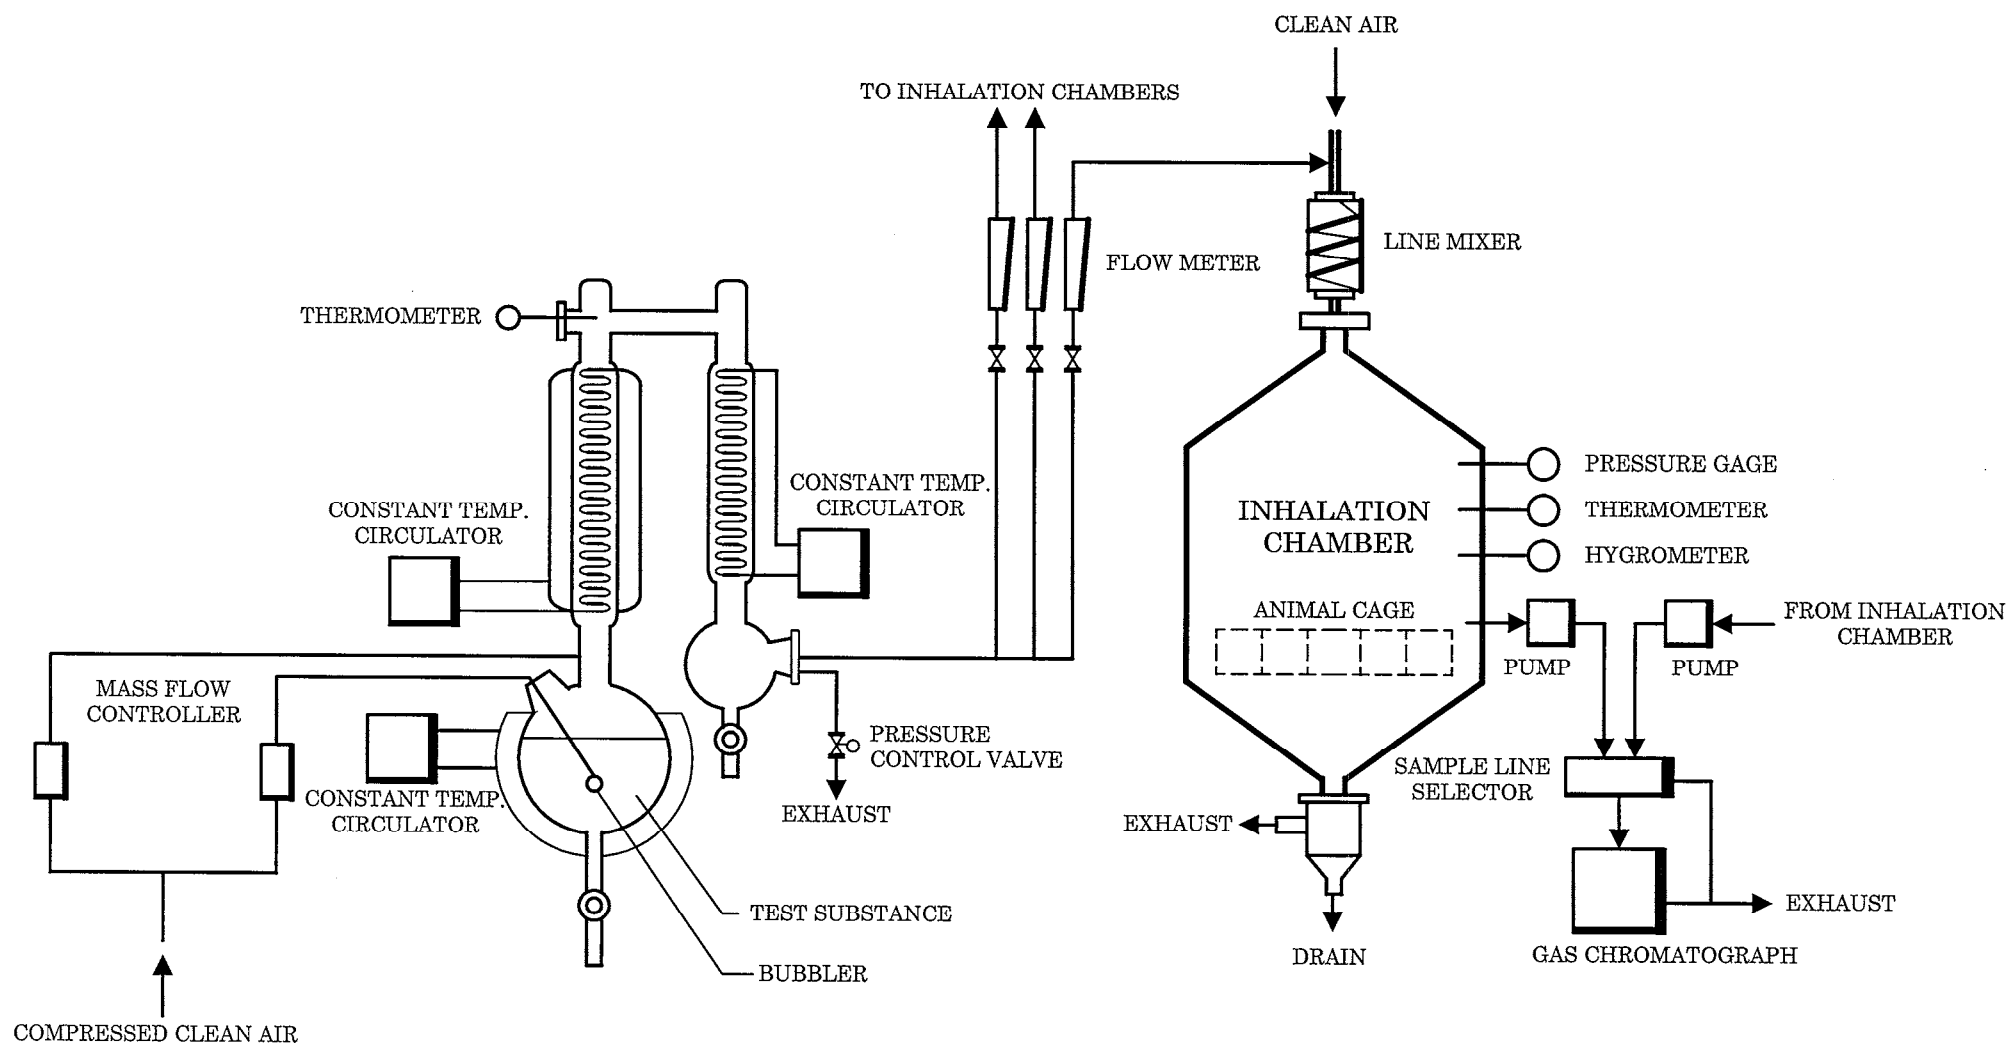 CLEAN AIR
TO INHALATION CHAMBERS
LINE MIXER
FLOW METER
THERMOMETER
PRESSURE GAGE
CONSTANT TEMP.
CIRCULATOR
CONSTANT TEMP.
CIRCULATOR
INHALATION
CHAMBER
THERMOMETER
HYGROMETER
ANIMAL CAGE
FROM INHALATION
CHAMBER
PUMP
PUMP
MASS FLOW
CONTROLLER
PRESSURE
CONTROL VALVE
SAMPLE LINE
SELECTOR
CONSTANT TEMP.
CIRCULATOR
EXHAUST
EXHAUST
TEST SUBSTANCE
EXHAUST
DRAIN
GAS CHROMATOGRAPH
BUBBLER
COMPRESSED CLEAN AIR